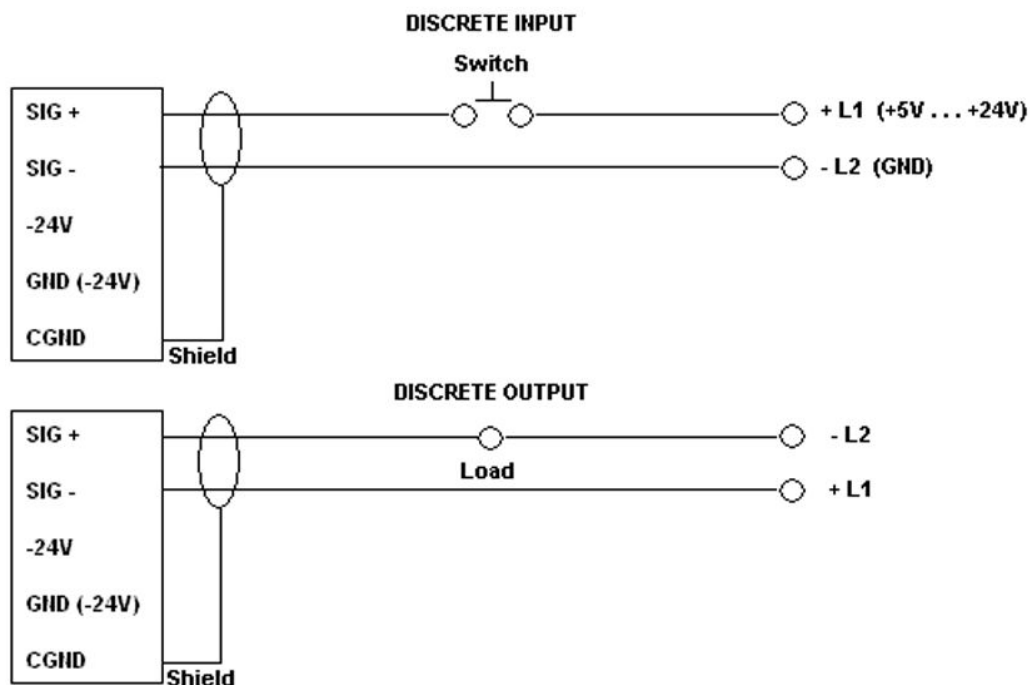 DISCRETE INPUT
Switch
SIG +
+ L1 (+5V . . . +24V)
SIG -
- L2 (GND)
-24V
GND (-24V)
CGND
Shield
DISCRETE OUTPUT
SIG +
- L2
Load
SIG -
+ L1
-24V
GND (-24V)
CGND
Shield